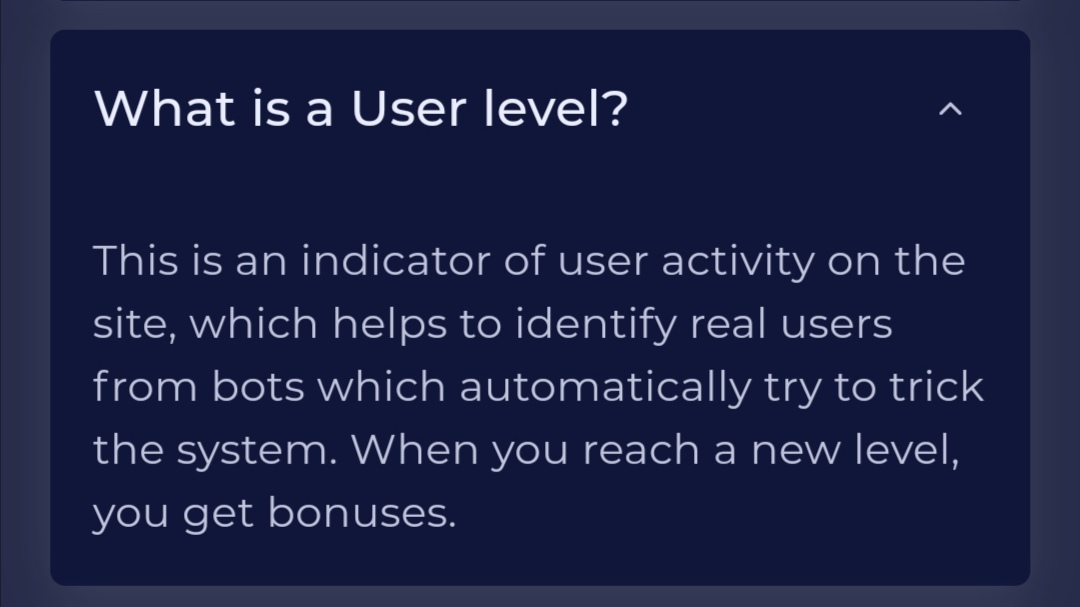 What is a User level?
This is an indicator of user activity on the
site, which helps to identify real users
from bots which automatically try to trick
the system. When you reach a new level,
you get bonuses.